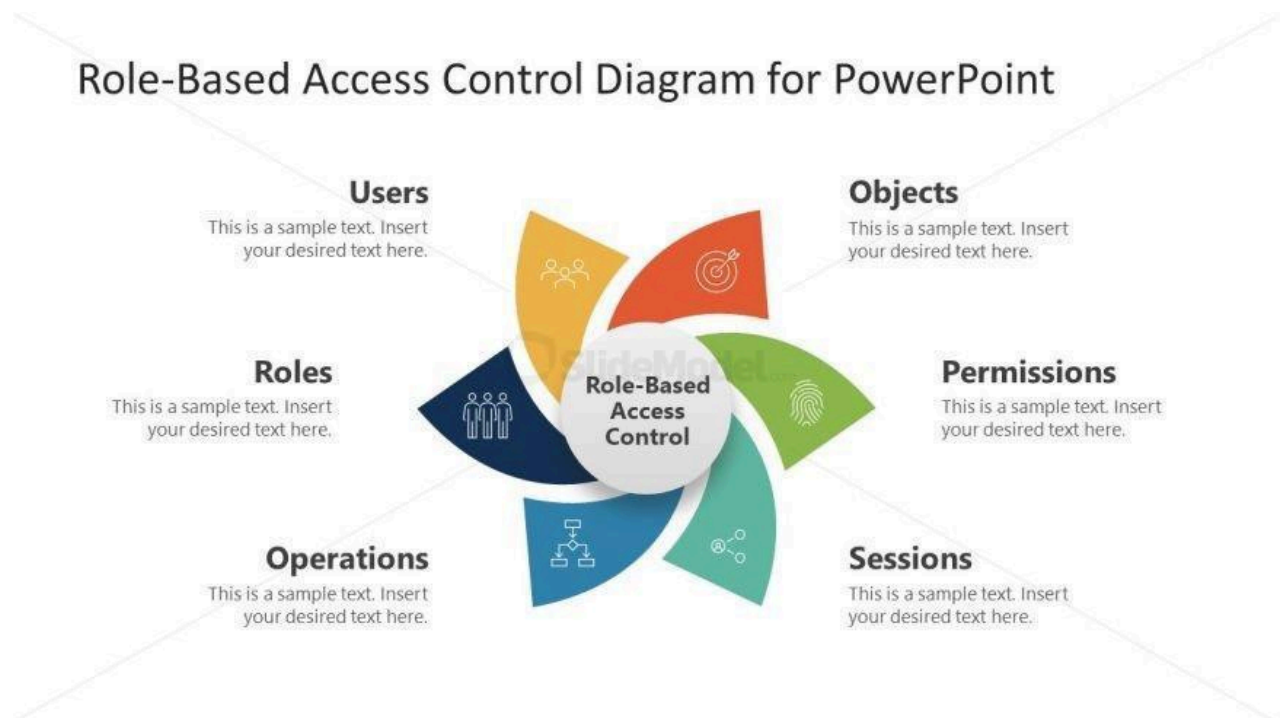 Role-Based Access Control Diagram for PowerPoint
Users
This is a sample text. Insert
your desired text here.
Objects
This is a sample text. Insert
your desired text here.
Roles
This is a sample text. Insert
your desired text here.
SlideModel.com
Role-Based
Access
Control
Permissions
This is a sample text. Insert
your desired text here.
Operations
This is a sample text. Insert
your desired text here.
Sessions
This is a sample text. Insert
your desired text here.